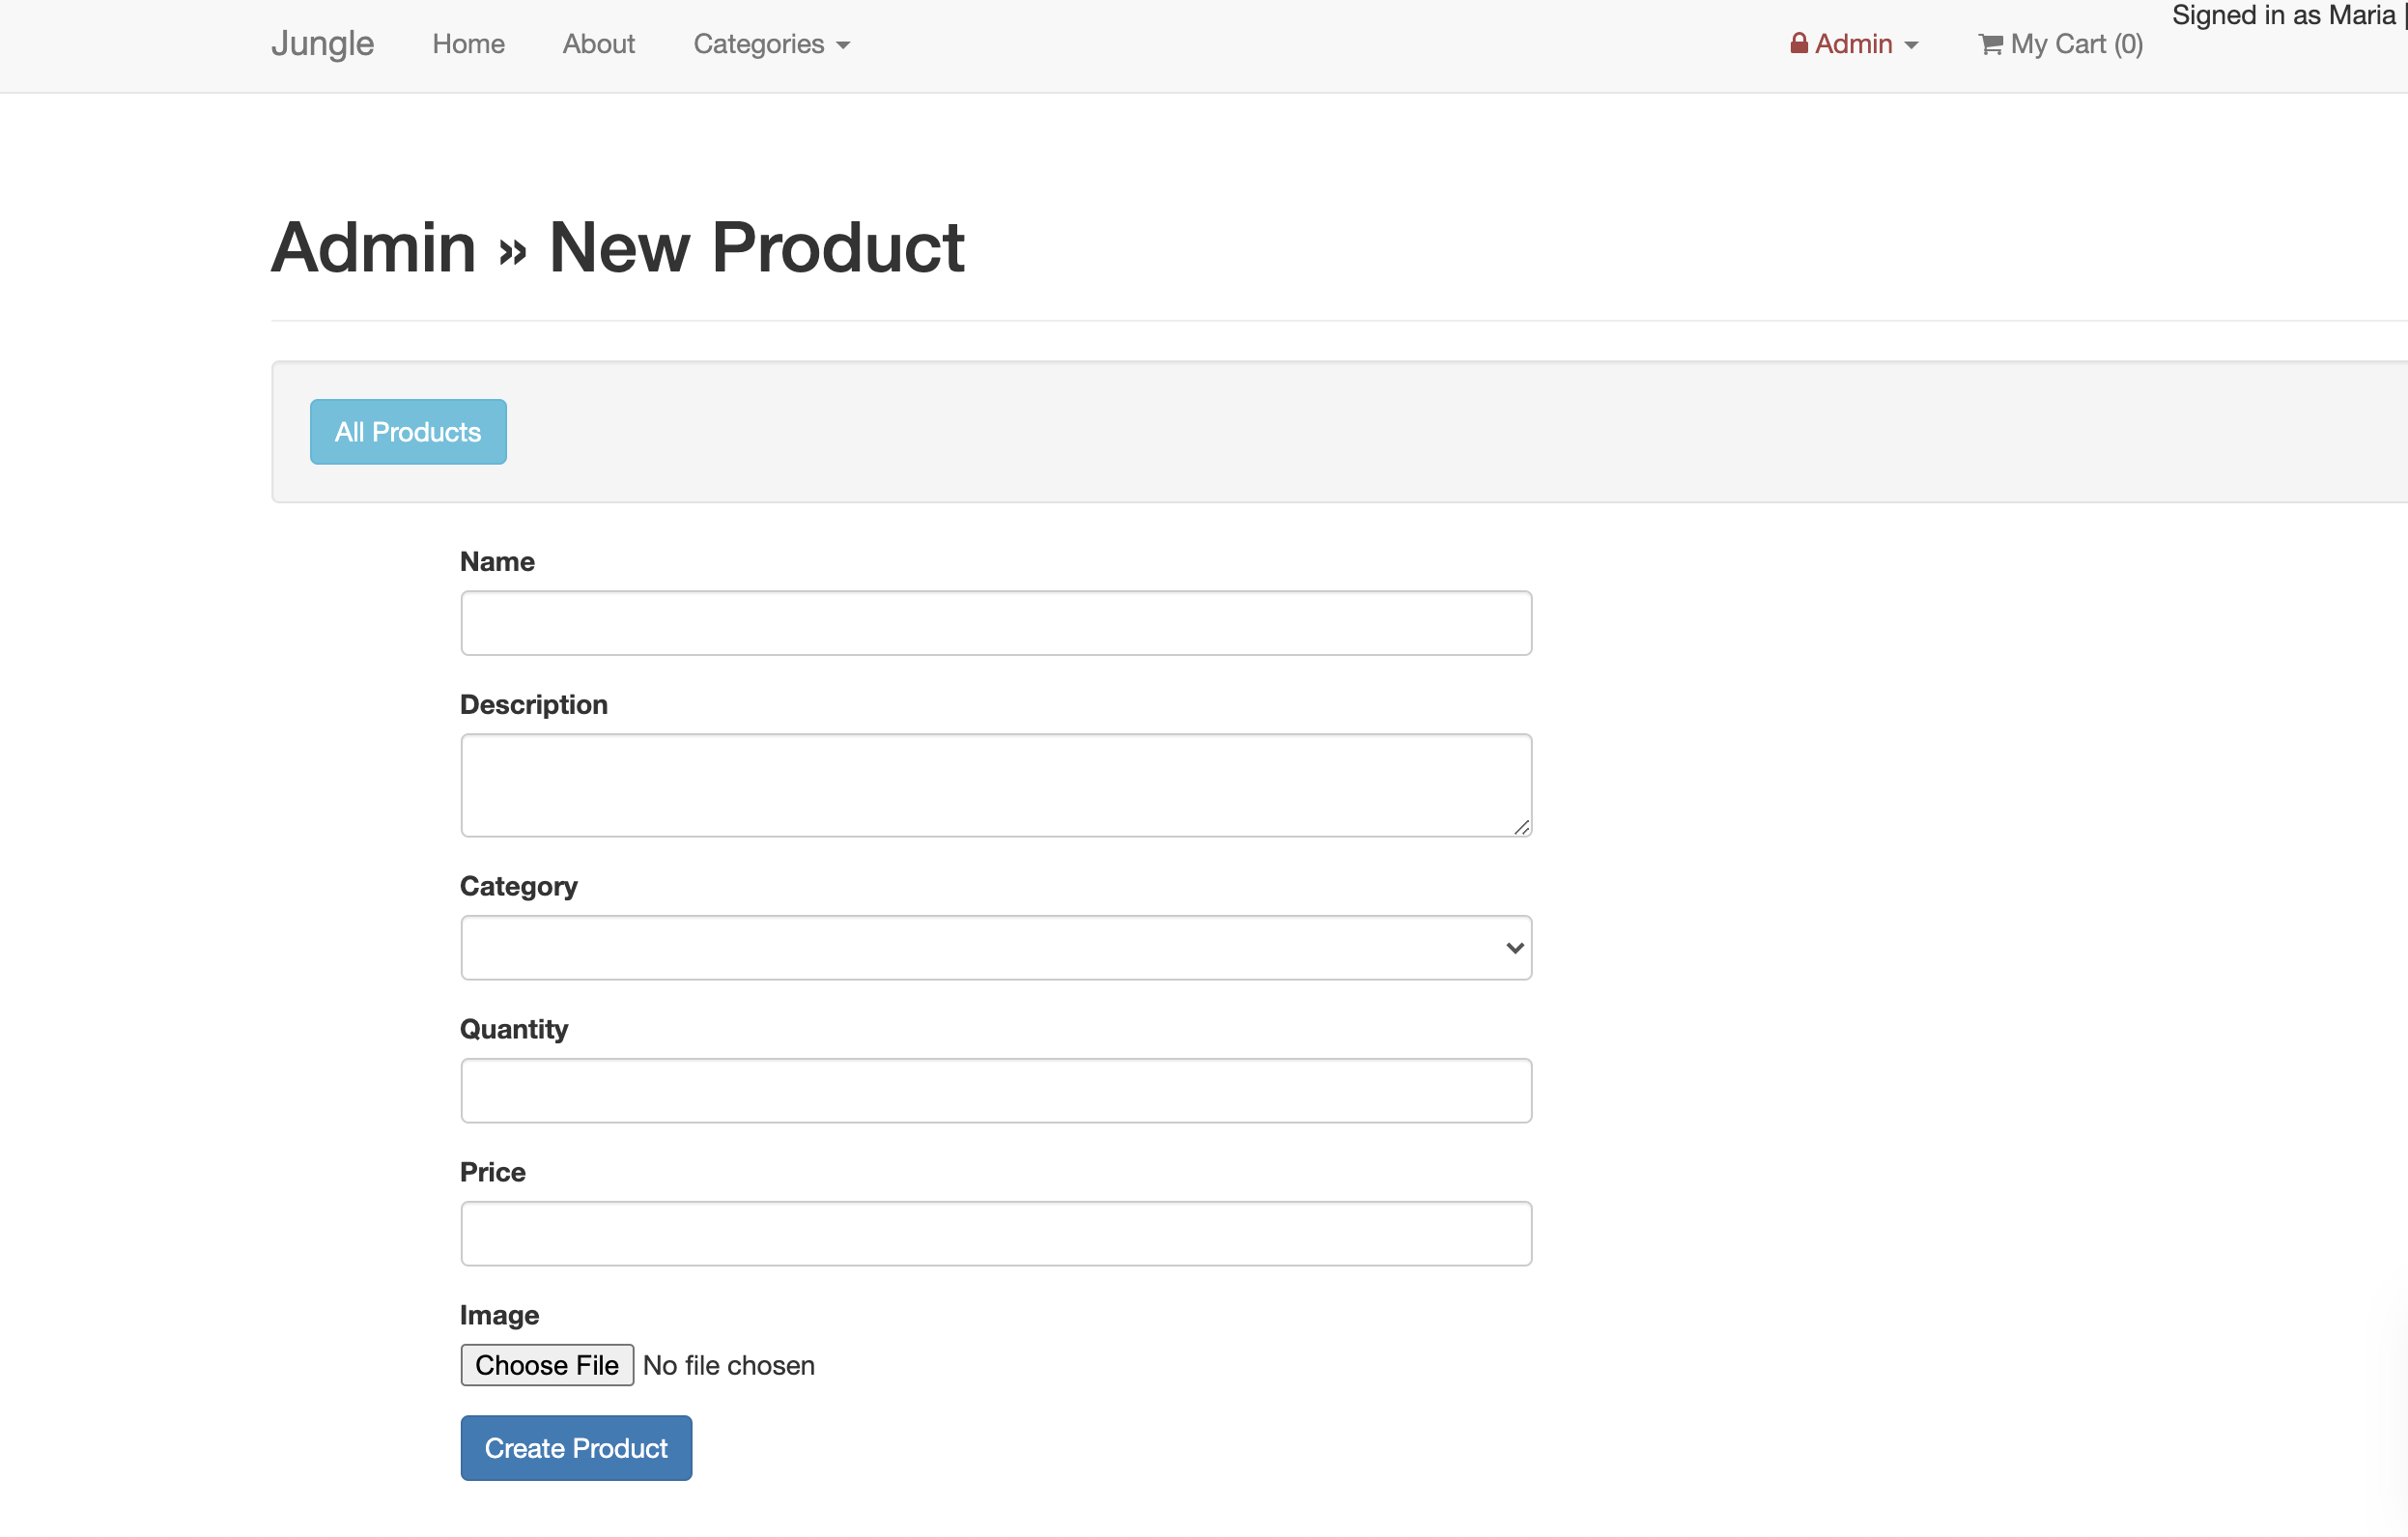 Signed in as Maria |
Jungle Home About Categories Admin My Cart (0)
Admin » New Product
All Products
Name
Description
Category
Quantity
Price
Image
Choose File No file chosen
Create Product